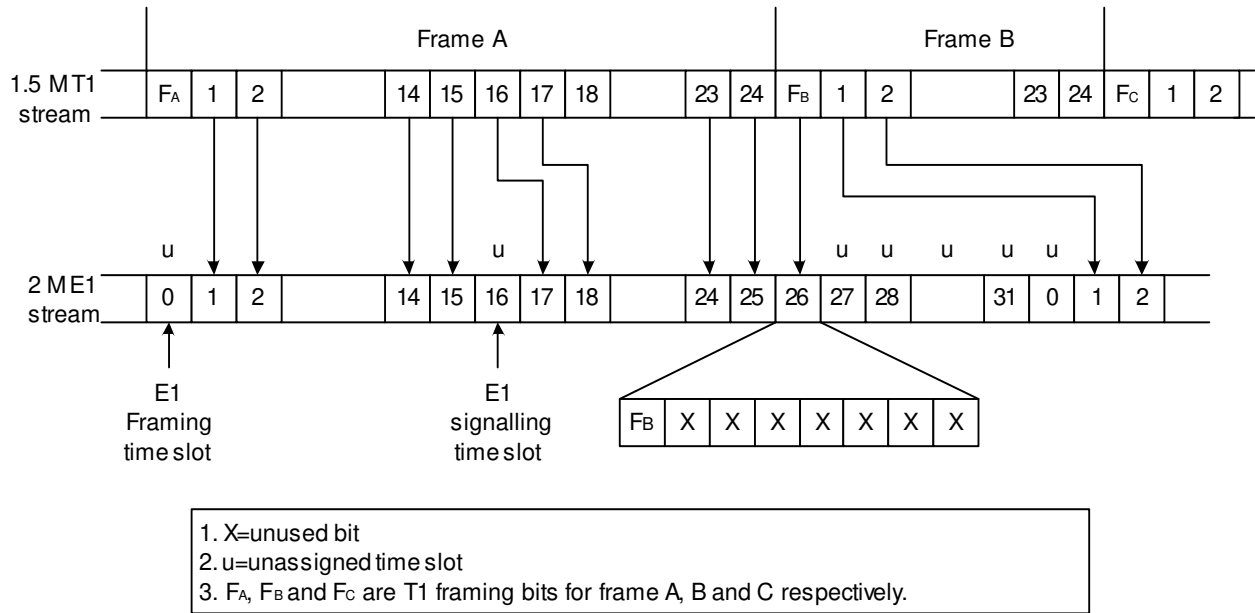 Frame A
Frame B
1.5 M T1
stream
FA 1 2 14 15 16 17 18 23 24 FB 1 2 23 24 FC 1 2
u u u u u u u
2 M E1
stream
0 1 2 14 15 16 17 18 24 25 26 27 28 31 0 1 2
E1
Framing
time slot
E1
signalling
time slot
FB X X X X X X X
1. X=unused bit
2. u=unassigned time slot
3. FA, FB and FC are T1 framing bits for frame A, B and C respectively.